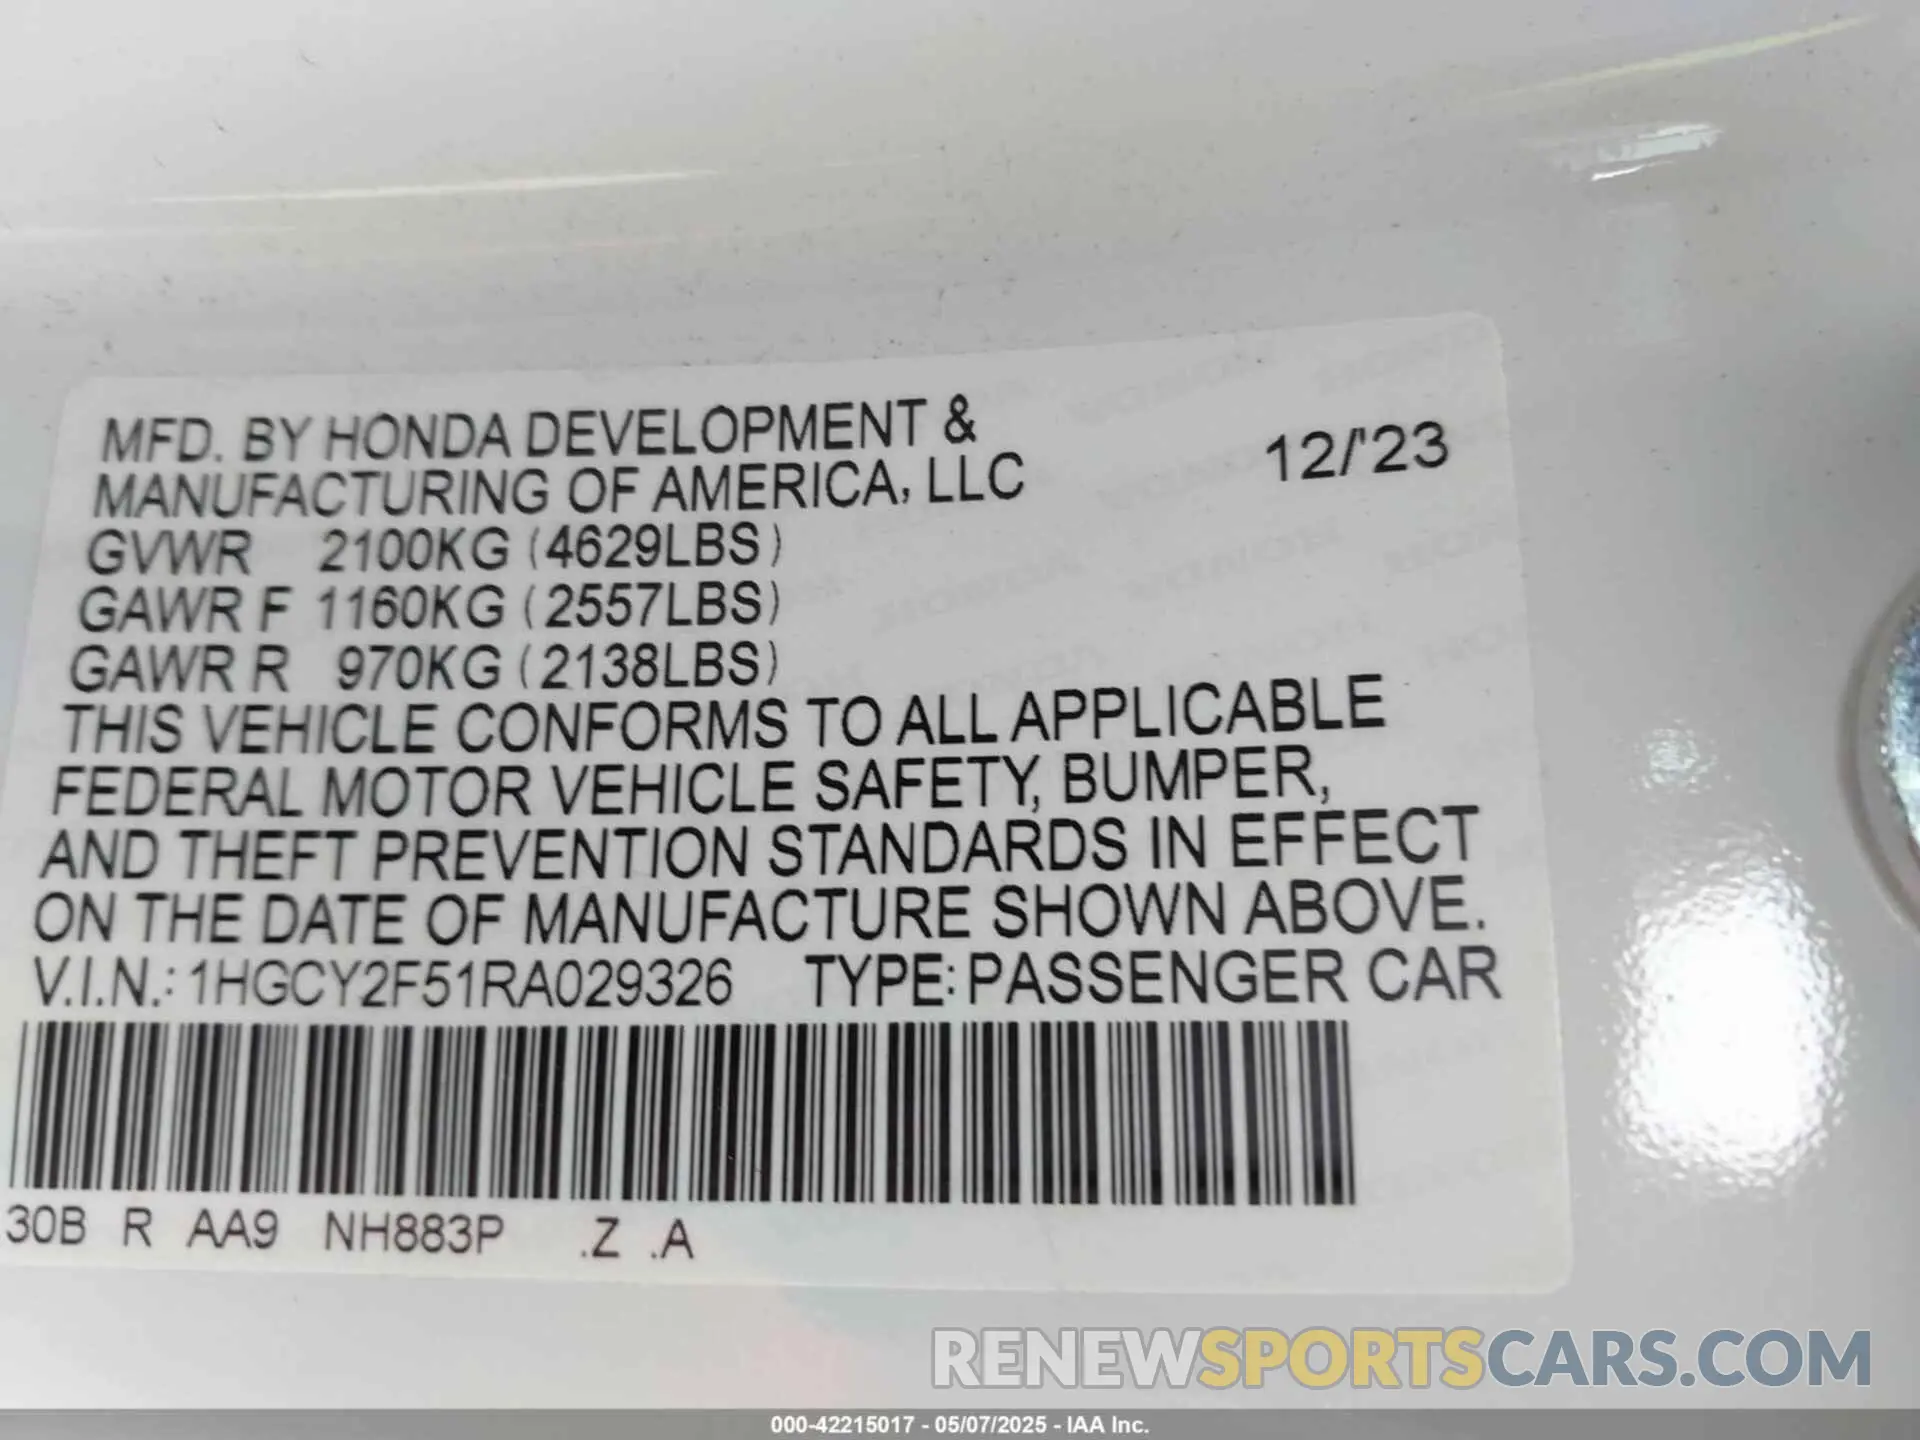 MFD. BY HONDA DEVELOPMENT &
MANUFACTURING OF AMERICA, LLC 12/'23
GVWR 2100KG (4629LBS)
GAWR F 1160KG (2557LBS)
GAWR R 970KG (2138LBS)
THIS VEHICLE CONFORMS TO ALL APPLICABLE
FEDERAL MOTOR VEHICLE SAFETY, BUMPER,
AND THEFT PREVENTION STANDARDS IN EFFECT
ON THE DATE OF MANUFACTURE SHOWN ABOVE.
V.I.N.: 1HGCY2F51RA029326 TYPE: PASSENGER CAR
30B R AA9 NH883P .Z .A
RENEWSPORTSCARS.COM
000-42215017 - 05/07/2025 - IAA Inc.